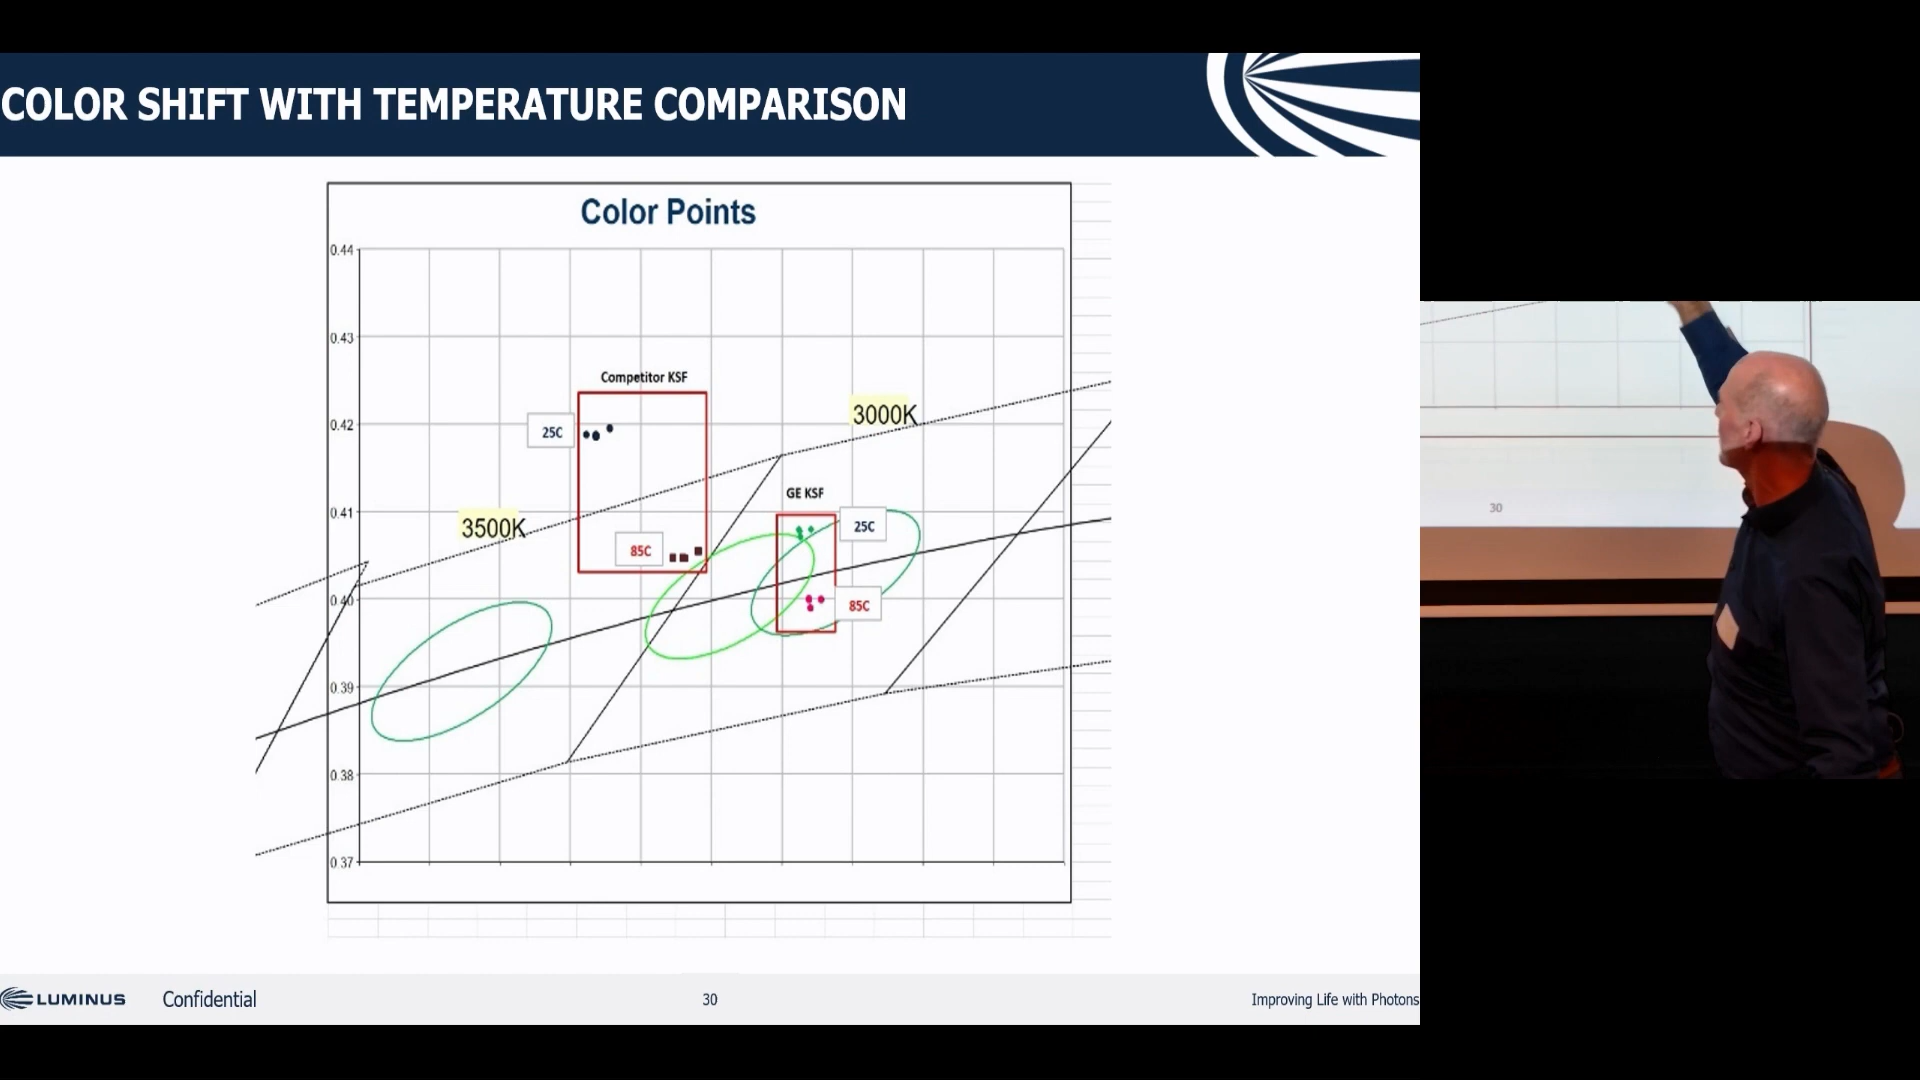 COLOR SHIFT WITH TEMPERATURE COMPARISON
Color Points
0.44
0.43
Competitor KSF
3000K
0.42
25C
GE KSF
0.41
3500K
25C
85C
0.40
85C
0.39
0.38
0.37
LUMINUS
Confidential
30
Improving Life with Photons
30